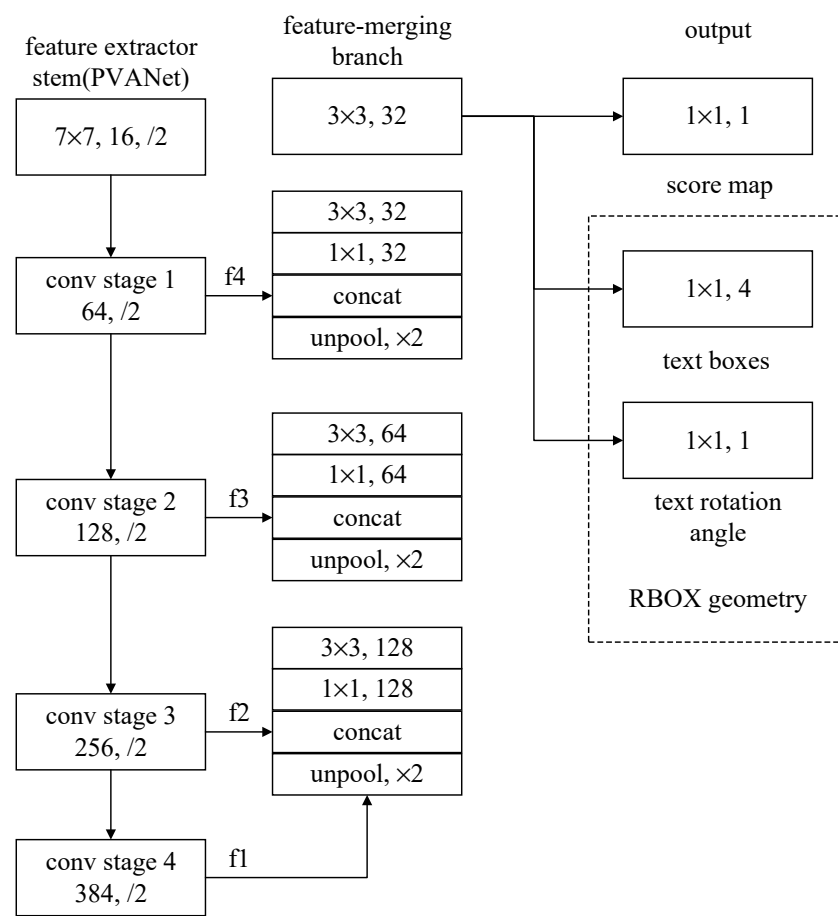 feature extractor
stem(PVANet)
7×7, 16, /2
conv stage 1
64, /2
conv stage 2
128, /2
conv stage 3
256, /2
conv stage 4
384, /2
f4
f3
f2
f1
feature-merging
branch
3×3, 32
3×3, 32
1×1, 32
concat
unpool, ×2
3×3, 64
1×1, 64
concat
unpool, ×2
3×3, 128
1×1, 128
concat
unpool, ×2
output
1×1, 1
score map
1×1, 4
text boxes
1×1, 1
text rotation
angle
RBOX geometry